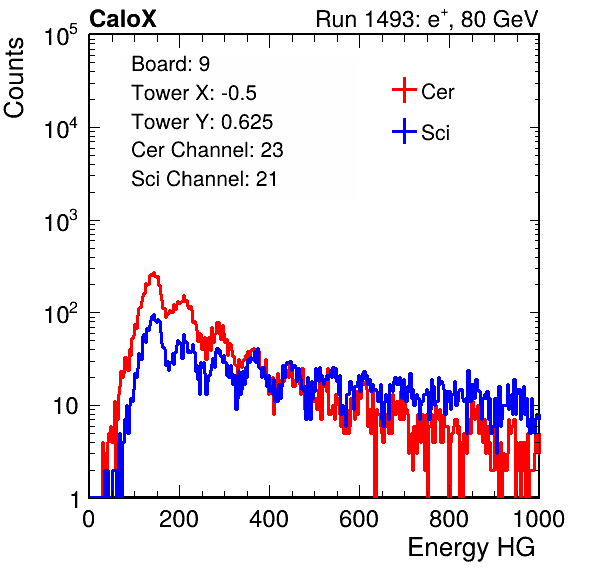 CaloX Run 1493: e⁺, 80 GeV
Counts
Board: 9
Tower X: -0.5
Tower Y: 0.625
Cer Channel: 23
Sci Channel: 21
Cer
Sci
10⁵
10⁴
10³
10²
10
1
0 200 400 600 800 1000
Energy HG